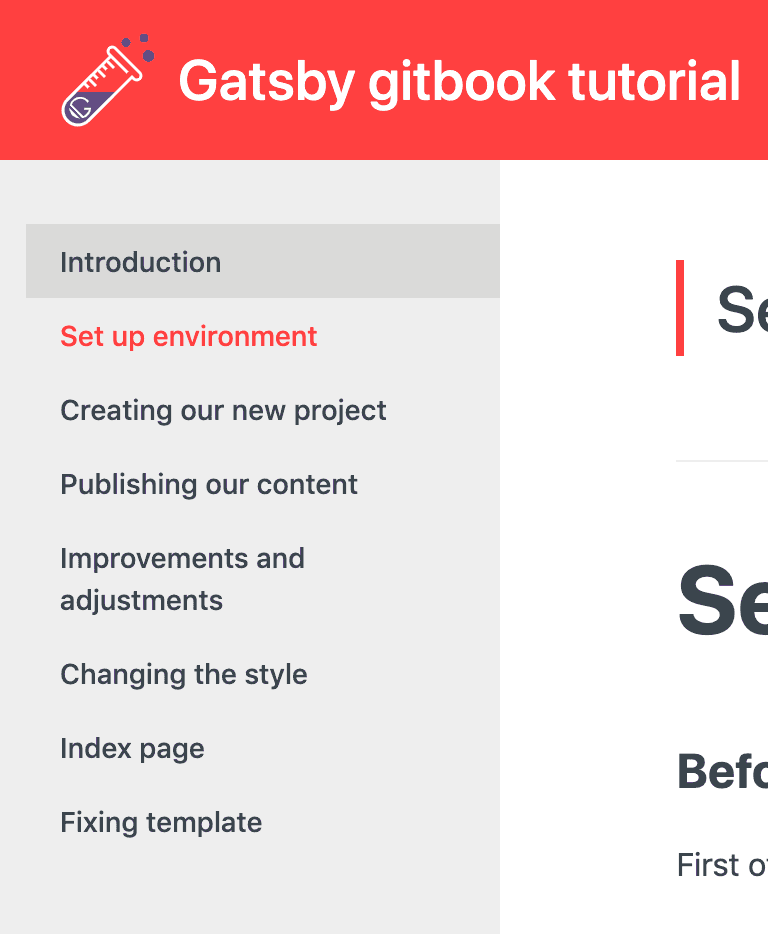 Gatsby gitbook tutorial
Introduction
Set up environment
Creating our new project
Publishing our content
Improvements and
adjustments
Changing the style
Index page
Fixing template
Se
Se
Befo
First of